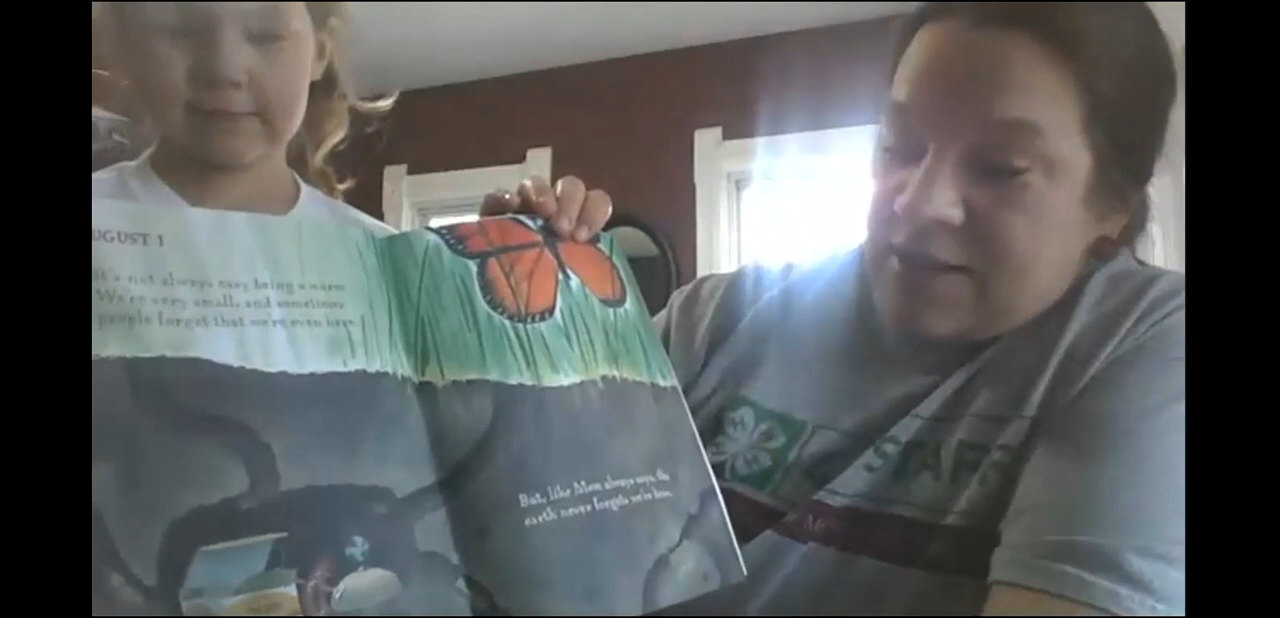 UGUST 1
It's not always easy being a worm.
We're very small, and sometimes
people forget that we're even here.
But, like Mom always says, the
earth never forgets we're here.
H H
H H
STAFF